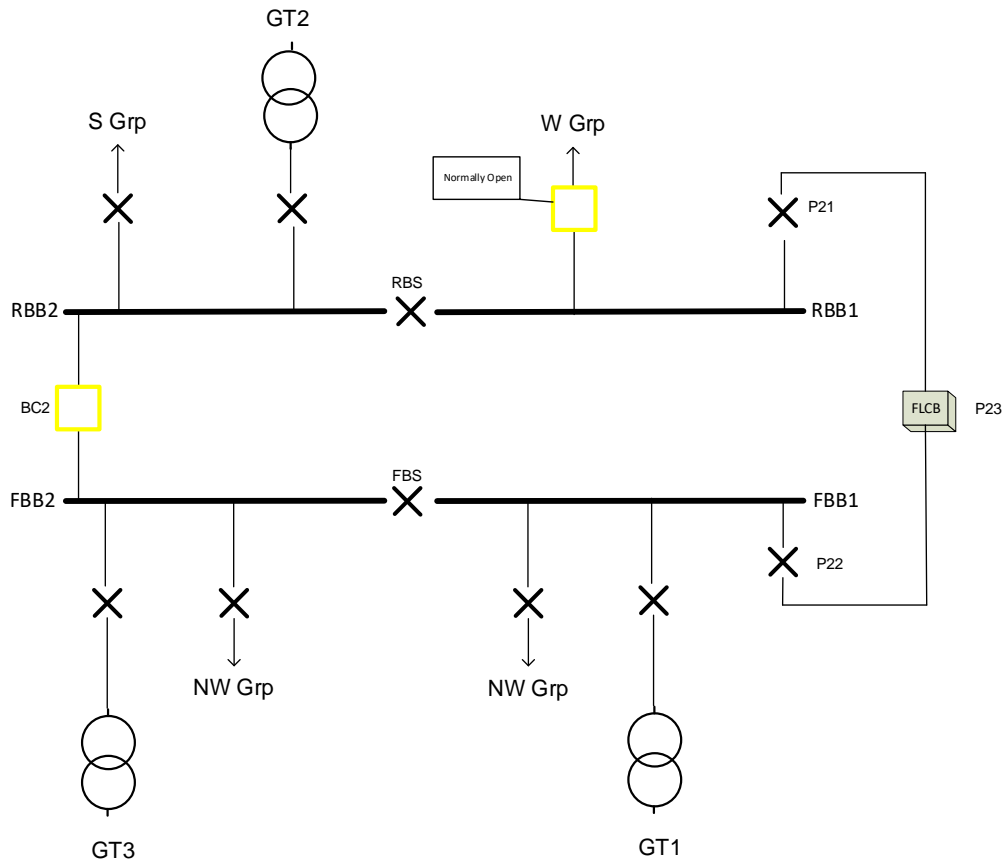 GT2
S Grp
W Grp
Normally Open
P21
RBS
RBB2
RBB1
BC2
FLCB
P23
FBS
FBB2
FBB1
P22
NW Grp
NW Grp
GT3
GT1